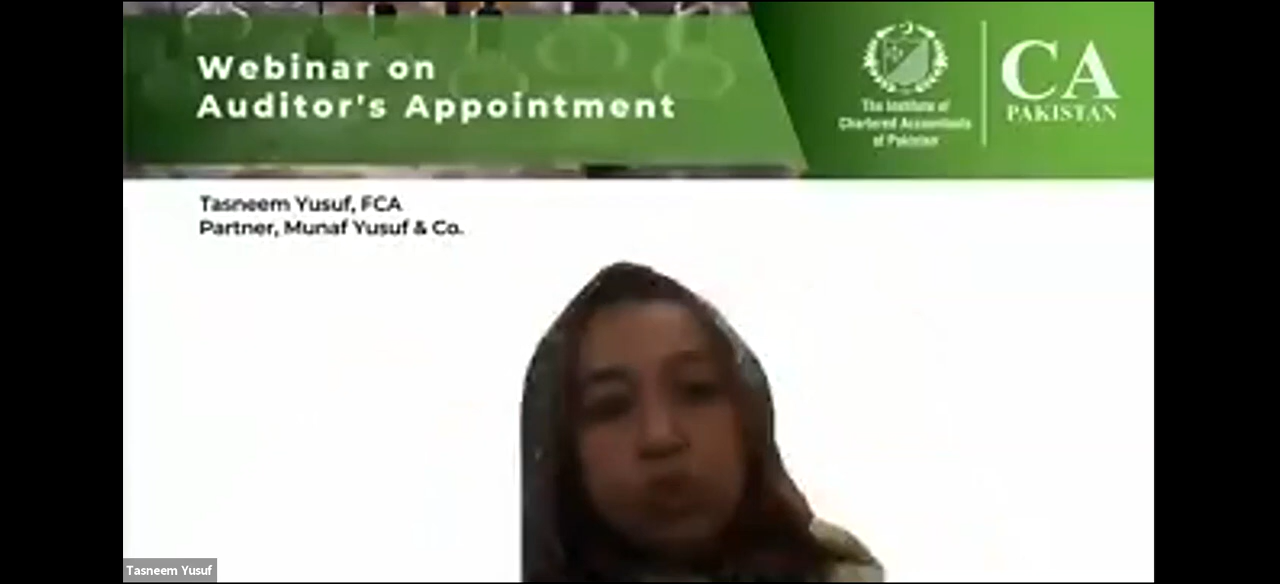 Webinar on
Auditor's Appointment
The Institute of
Chartered Accountants
of Pakistan
CA
PAKISTAN
Tasneem Yusuf, FCA
Partner, Munaf Yusuf & Co.
Tasneem Yusuf